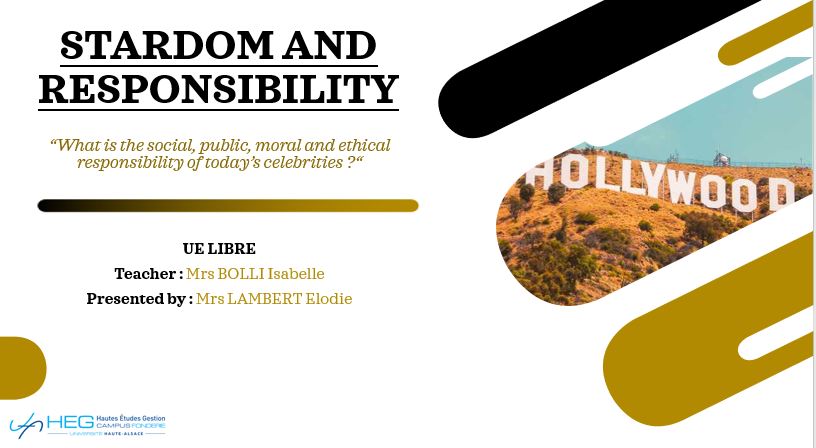 STARDOM AND
RESPONSIBILITY
“What is the social, public, moral and ethical
responsibility of today’s celebrities ?“
HOLLYWOOD
UE LIBRE
Teacher : Mrs BOLLI Isabelle
Presented by : Mrs LAMBERT Elodie
HEG Hautes Études Gestion
CAMPUS FONDERIE
UNIVERSITÉ HAUTE-ALSACE